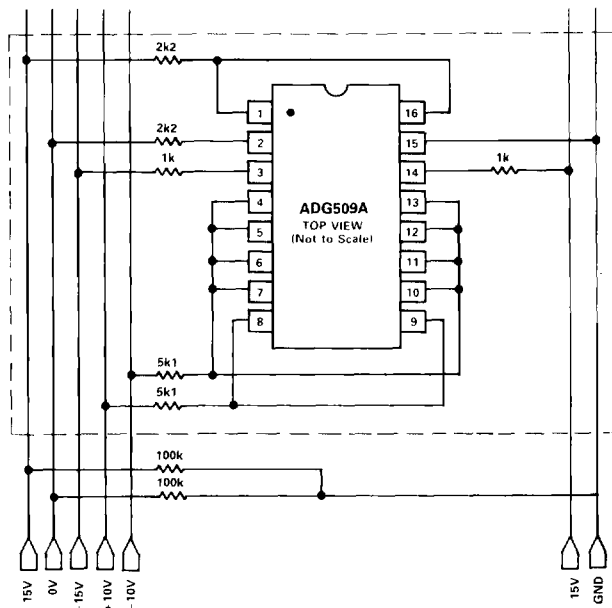 2k2
2k2
1k
1
2
3
4
5
6
7
8
16
15
14
13
12
11
10
9
ADG509A
TOP VIEW
(Not to Scale)
1k
5k1
5k1
100k
100k
15V
0V
-15V
+10V
-10V
15V
GND